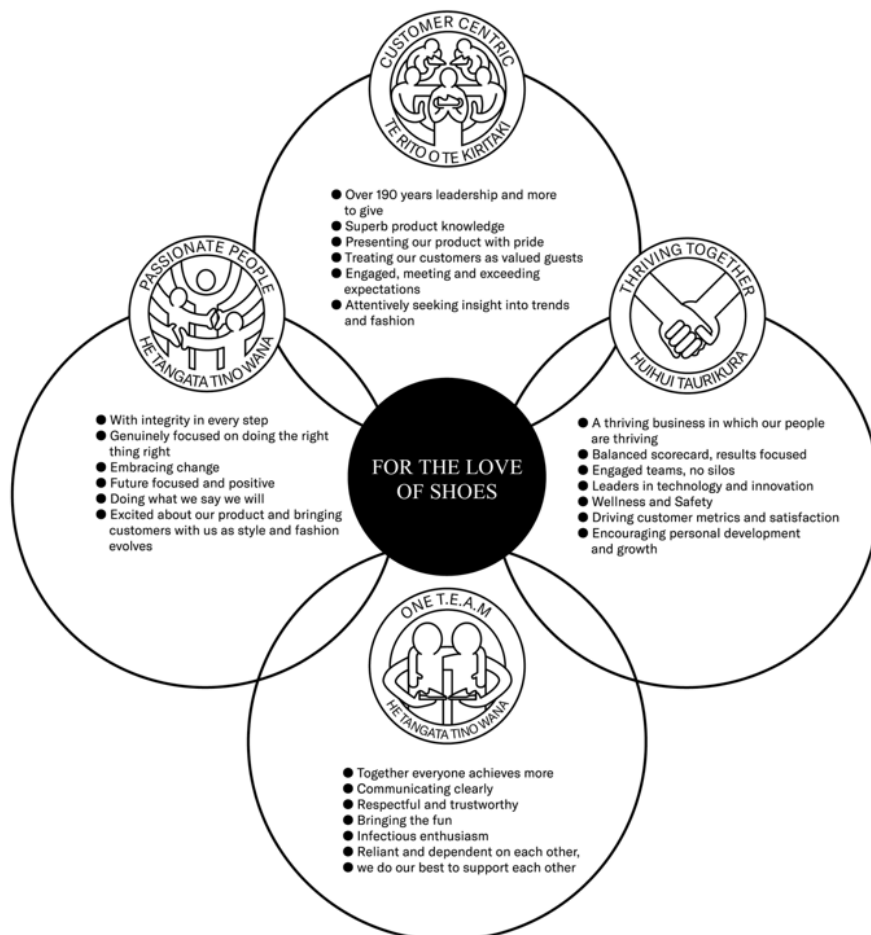 CUSTOMER CENTRIC
TE RITO O TE KIRITAKI
● Over 190 years leadership and more
to give
● Superb product knowledge
● Presenting our product with pride
● Treating our customers as valued guests
● Engaged, meeting and exceeding
expectations
● Attentively seeking insight into trends
and fashion
PASSIONATE PEOPLE
HE TANGATA TINO WANA
● With integrity in every step
● Genuinely focused on doing the right
thing right
● Embracing change
● Future focused and positive
● Doing what we say we will
● Excited about our product and bringing
customers with us as style and fashion
evolves
FOR THE LOVE
OF SHOES
THRIVING TOGETHER
HUIHUI TAURIKURA
● A thriving business in which our people
are thriving
● Balanced scorecard, results focused
● Engaged teams, no silos
● Leaders in technology and innovation
● Wellness and Safety
● Driving customer metrics and satisfaction
● Encouraging personal development
● and growth
ONE T.E.A.M
HE TANGATA TINO WANA
● Together everyone achieves more
● Communicating clearly
● Respectful and trustworthy
● Bringing the fun
● Infectious enthusiasm
● Reliant and dependent on each other,
● we do our best to support each other